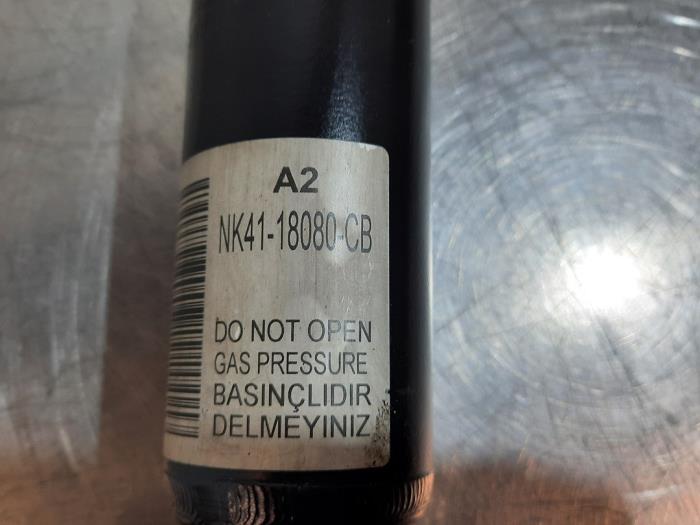 A2
NK41-18080-CB
DO NOT OPEN
GAS PRESSURE
BASINÇLIDIR
DELMEYINIZ